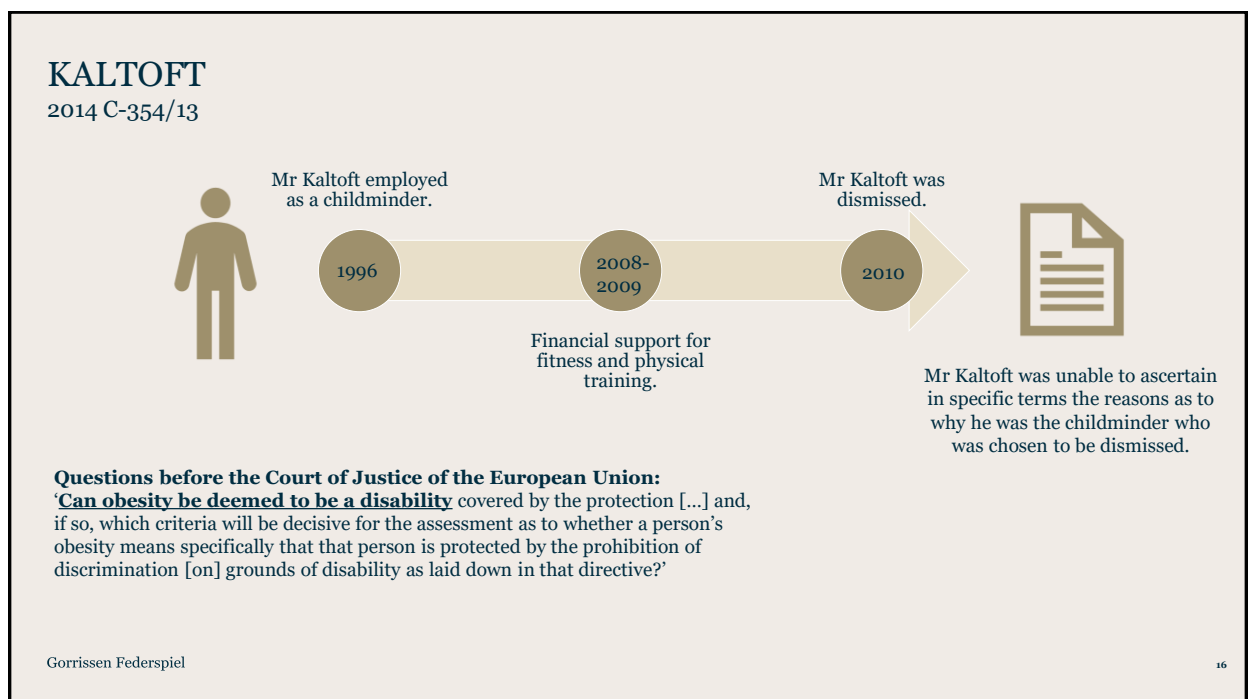 KALTOFT
2014 C-354/13
Mr Kaltoft employed
as a childminder.
Mr Kaltoft was
dismissed.
1996
2008-
2009
2010
Financial support for
fitness and physical
training.
Mr Kaltoft was unable to ascertain
in specific terms the reasons as to
why he was the childminder who
was chosen to be dismissed.
Questions before the Court of Justice of the European Union:
‘Can obesity be deemed to be a disability covered by the protection [...] and,
if so, which criteria will be decisive for the assessment as to whether a person’s
obesity means specifically that that person is protected by the prohibition of
discrimination [on] grounds of disability as laid down in that directive?’
Gorrissen Federspiel
16